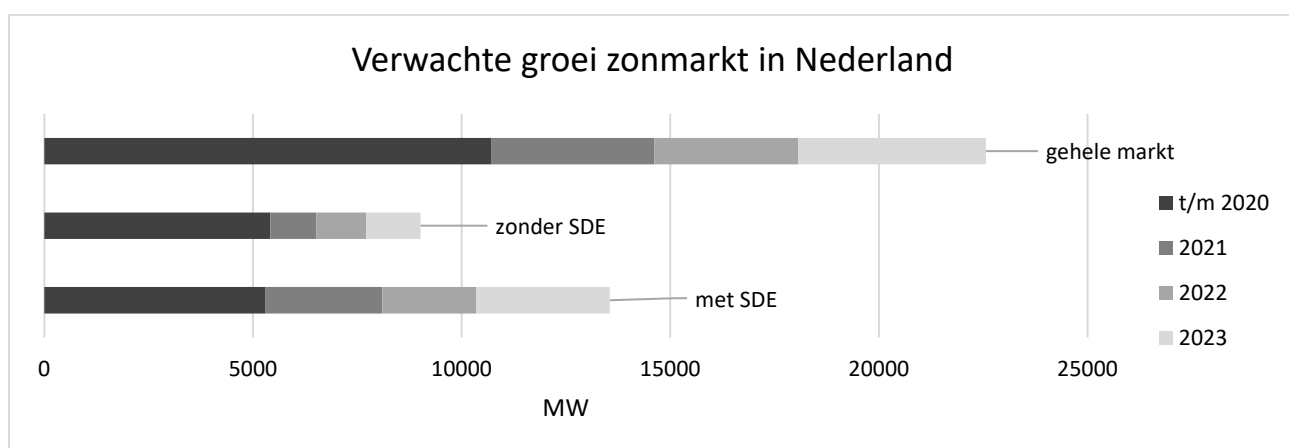 Verwachte groei zonmarkt in Nederland
gehele markt
zonder SDE
met SDE
t/m 2020
2021
2022
2023
0
5000
10000
15000
20000
25000
MW